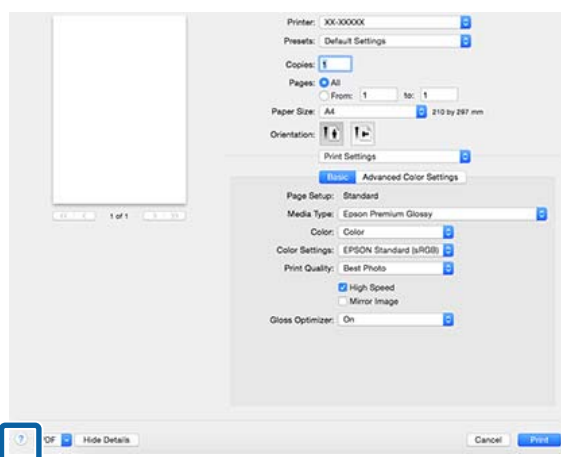 Printer: XX-XXXXX
Presets: Default Settings
Copies: 1
Pages: All
From: 1 to: 1
Paper Size: A4 210 by 297 mm
Orientation:
Print Settings
Basic Advanced Color Settings
Page Setup: Standard
Media Type: Epson Premium Glossy
Color: Color
Color Settings: EPSON Standard (sRGB)
Print Quality: Best Photo
High Speed
Mirror Image
Gloss Optimizer: On
1 of 1
? PDF Hide Details Cancel Print